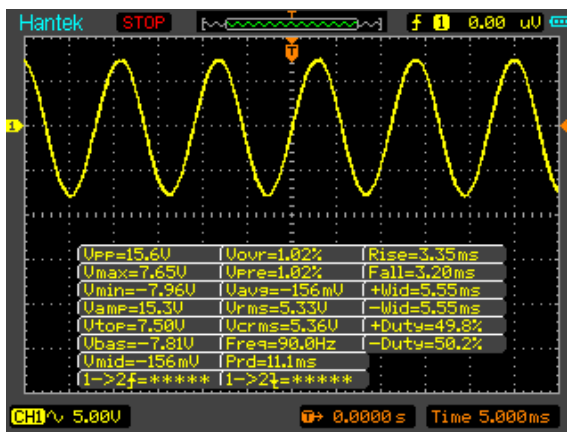 Hantek STOP T 1 0.00 uV
T
1
Vpp=15.6V Vovr=1.02% Rise=3.35ms
Vmax=7.65V Vpre=1.02% Fall=3.20ms
Vmin=-7.96V Vavg=-156mV +Wid=5.55ms
Vamp=15.3V Vrms=5.33V -Wid=5.55ms
Vtop=7.50V Vcrms=5.36V +Duty=49.8%
Vbas=-7.81V Freq=90.0Hz -Duty=50.2%
Vmid=-156mV Prd=11.1ms
1->2=***** 1->2=*****
CH1 5.00V T 0.0000s Time 5.000ms